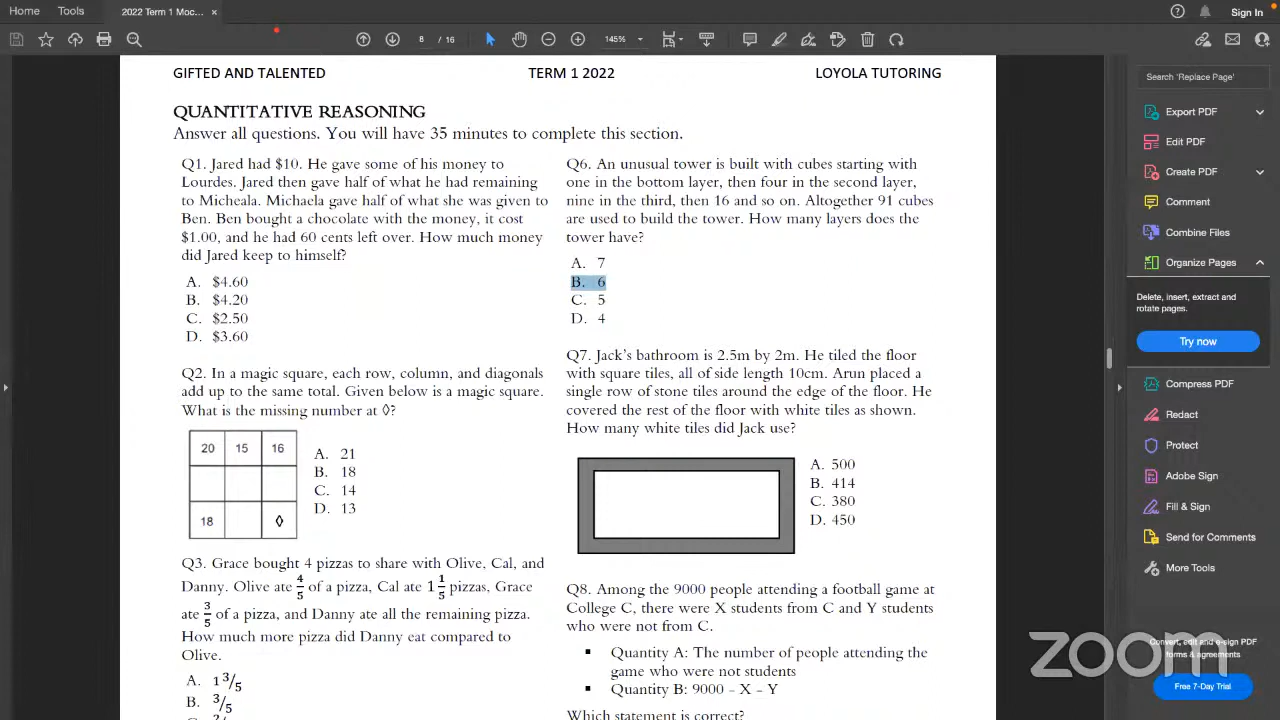 Home
Tools
2022 Term 1 Moc... ×
Sign In
8 / 16
145%
GIFTED AND TALENTED
TERM 1 2022
LOYOLA TUTORING
QUANTITATIVE REASONING
Answer all questions. You will have 35 minutes to complete this section.
Q1. Jared had $10. He gave some of his money to
Lourdes. Jared then gave half of what he had remaining
to Micheala. Michaela gave half of what she was given to
Ben. Ben bought a chocolate with the money, it cost
$1.00, and he had 60 cents left over. How much money
did Jared keep to himself?
A. $4.60
B. $4.20
C. $2.50
D. $3.60
Q2. In a magic square, each row, column, and diagonals
add up to the same total. Given below is a magic square.
What is the missing number at ◊?
20 15 16
18 ◊
A. 21
B. 18
C. 14
D. 13
Q3. Grace bought 4 pizzas to share with Olive, Cal, and
Danny. Olive ate 4/5 of a pizza, Cal ate 1 1/5 pizzas, Grace
ate 3/5 of a pizza, and Danny ate all the remaining pizza.
How much more pizza did Danny eat compared to
Olive.
A. 1 3/5
B. 3/5
Q6. An unusual tower is built with cubes starting with
one in the bottom layer, then four in the second layer,
nine in the third, then 16 and so on. Altogether 91 cubes
are used to build the tower. How many layers does the
tower have?
A. 7
B. 6
C. 5
D. 4
Q7. Jack's bathroom is 2.5m by 2m. He tiled the floor
with square tiles, all of side length 10cm. Arun placed a
single row of stone tiles around the edge of the floor. He
covered the rest of the floor with white tiles as shown.
How many white tiles did Jack use?
A. 500
B. 414
C. 380
D. 450
Q8. Among the 9000 people attending a football game at
College C, there were X students from C and Y students
who were not from C.
▪ Quantity A: The number of people attending the
game who were not students
▪ Quantity B: 9000 - X - Y
Which statement is correct?
Search 'Replace Page'
Export PDF
Edit PDF
Create PDF
Comment
Combine Files
Organize Pages
Delete, insert, extract and
rotate pages.
Try now
Compress PDF
Redact
Protect
Adobe Sign
Fill & Sign
Send for Comments
More Tools
Convert, edit and e-sign PDF
forms & agreements
Free 7-Day Trial
zoom